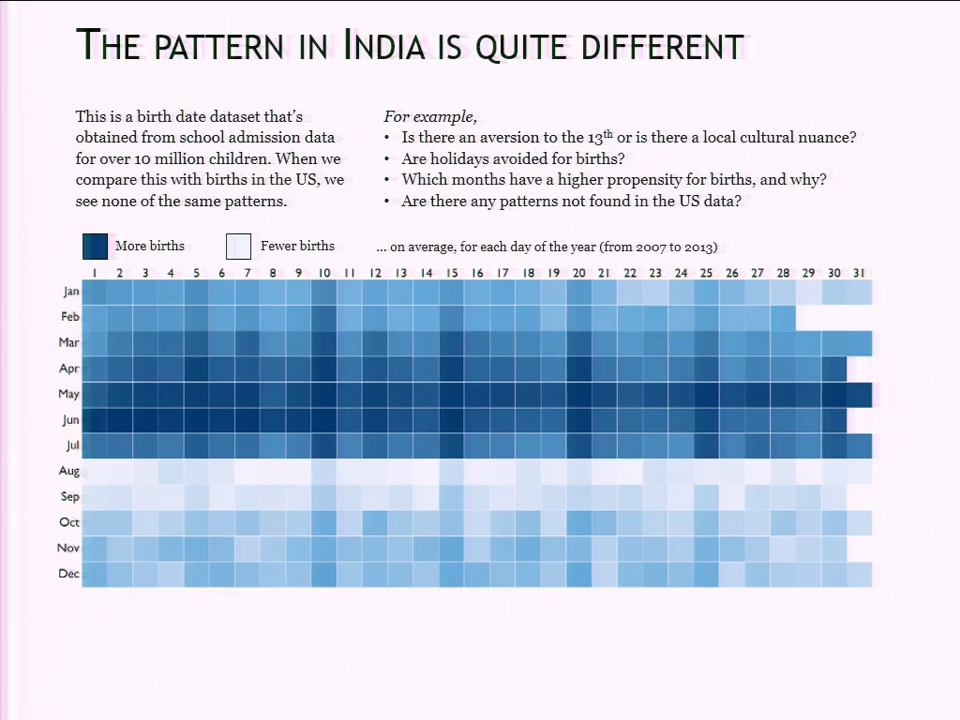 THE PATTERN IN INDIA IS QUITE DIFFERENT
This is a birth date dataset that's
obtained from school admission data
for over 10 million children. When we
compare this with births in the US, we
see none of the same patterns.
For example,
• Is there an aversion to the 13th or is there a local cultural nuance?
• Are holidays avoided for births?
• Which months have a higher propensity for births, and why?
• Are there any patterns not found in the US data?
More births
Fewer births
... on average, for each day of the year (from 2007 to 2013)
1 2 3 4 5 6 7 8 9 10 11 12 13 14 15 16 17 18 19 20 21 22 23 24 25 26 27 28 29 30 31
Jan
Feb
Mar
Apr
May
Jun
Jul
Aug
Sep
Oct
Nov
Dec